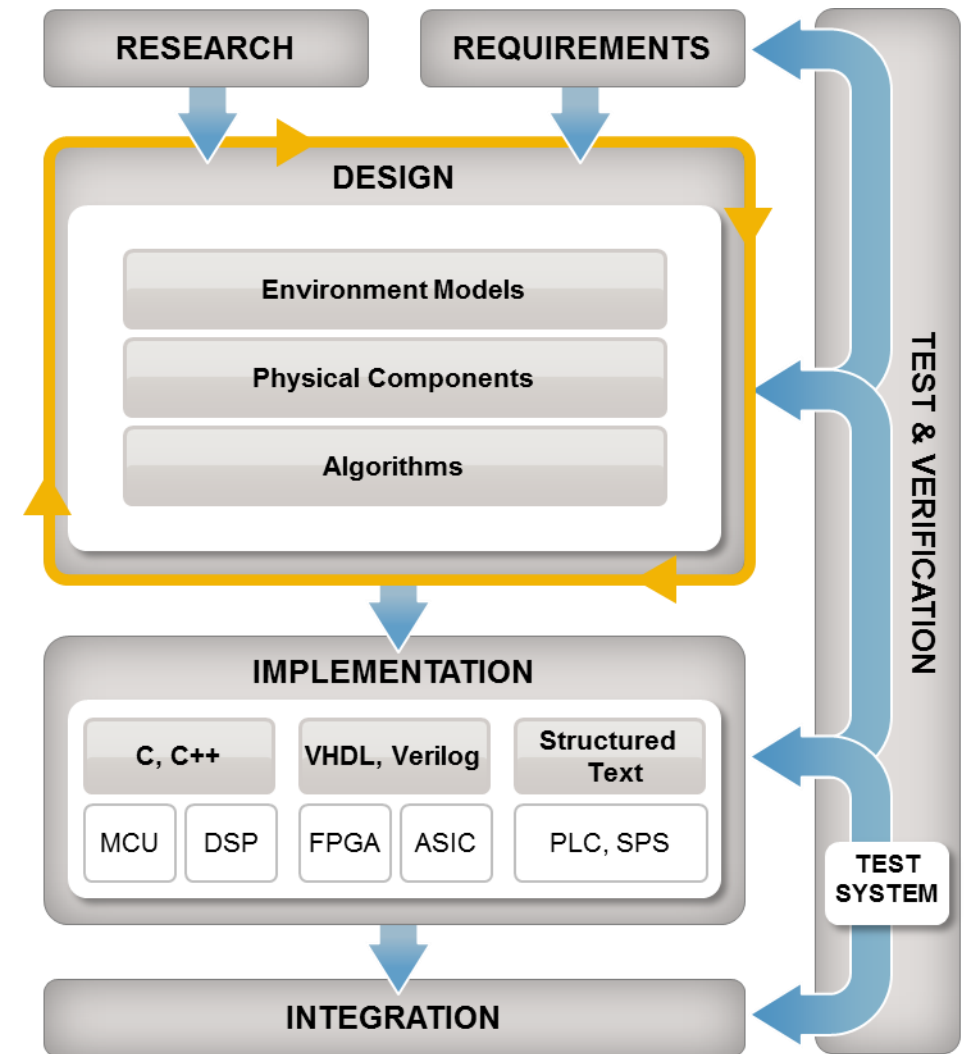 RESEARCH
REQUIREMENTS
DESIGN
Environment Models
Physical Components
Algorithms
IMPLEMENTATION
C, C++
VHDL, Verilog
Structured
Text
MCU
DSP
FPGA
ASIC
PLC, SPS
INTEGRATION
TEST & VERIFICATION
TEST
SYSTEM